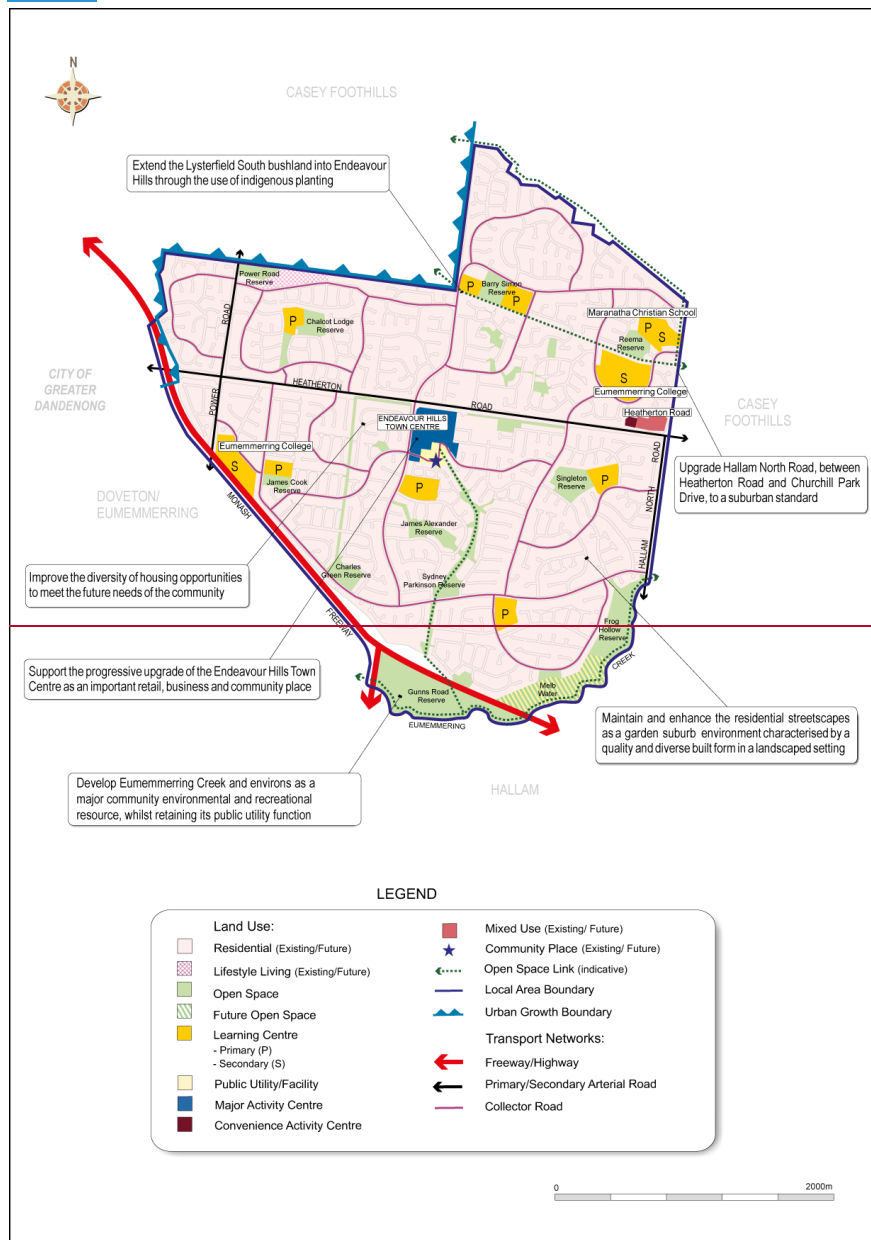 N
CASEY FOOTHILLS
Extend the Lysterfield South bushland into Endeavour
Hills through the use of indigenous planting
Power Road
Reserve
P
Barry Simon
Reserve
P
Maranatha Christian School
P
S
Reema
Reserve
ROAD
P
Chalcot Lodge
Reserve
CITY OF
GREATER
DANDENONG
HEATHERTON
ROAD
S
Eumemmerring College
CASEY
FOOTHILLS
POWER
ENDEAVOUR HILLS
TOWN CENTRE
Heatherton Road
Eumemmerring College
S
P
James Cook
Reserve
P
Singleton
Reserve
P
ROAD
NORTH
HALLAM
Upgrade Hallam North Road, between
Heatherton Road and Churchill Park
Drive, to a suburban standard
DOVETON/
EUMEMMERRING
MONASH
James Alexander
Reserve
Improve the diversity of housing opportunities
to meet the future needs of the community
Charles
Green Reserve
Sydney
Parkinson Reserve
P
FREEWAY
Frog
Hollow
Reserve
Support the progressive upgrade of the Endeavour Hills Town
Centre as an important retail, business and community place
Gunns Road
Reserve
Melb
Water
CREEK
EUMEMMERING
Maintain and enhance the residential streetscapes
as a garden suburb environment characterised by a
quality and diverse built form in a landscaped setting
Develop Eumemmerring Creek and environs as a
major community environmental and recreational
resource, whilst retaining its public utility function
HALLAM
LEGEND
Land Use:
Residential (Existing/Future)
Lifestyle Living (Existing/Future)
Open Space
Future Open Space
Learning Centre
- Primary (P)
- Secondary (S)
Public Utility/Facility
Major Activity Centre
Convenience Activity Centre
Mixed Use (Existing/ Future)
Community Place (Existing/ Future)
Open Space Link (indicative)
Local Area Boundary
Urban Growth Boundary
Transport Networks:
Freeway/Highway
Primary/Secondary Arterial Road
Collector Road
0
2000m